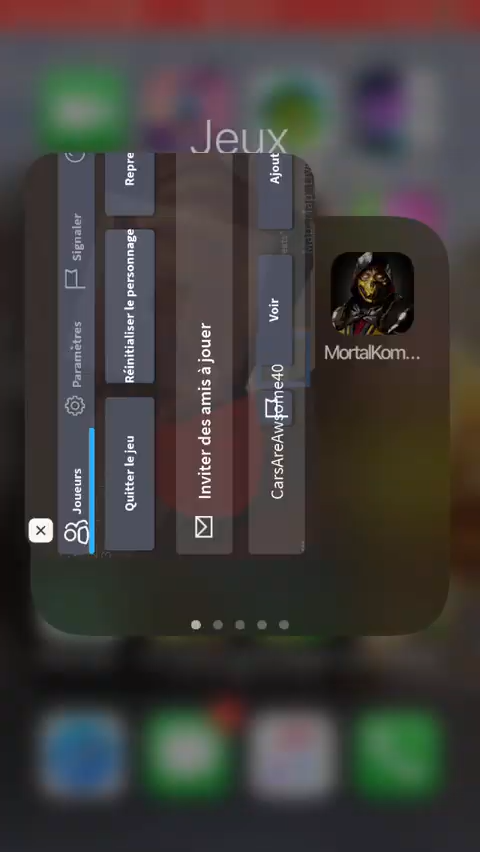 Jeux
Joueurs
Paramètres
Signaler
Quitter le jeu
Réinitialiser le personnage
Repre
Inviter des amis à jouer
CarsAreAwsome40
Voir
Ajout
MortalKom...